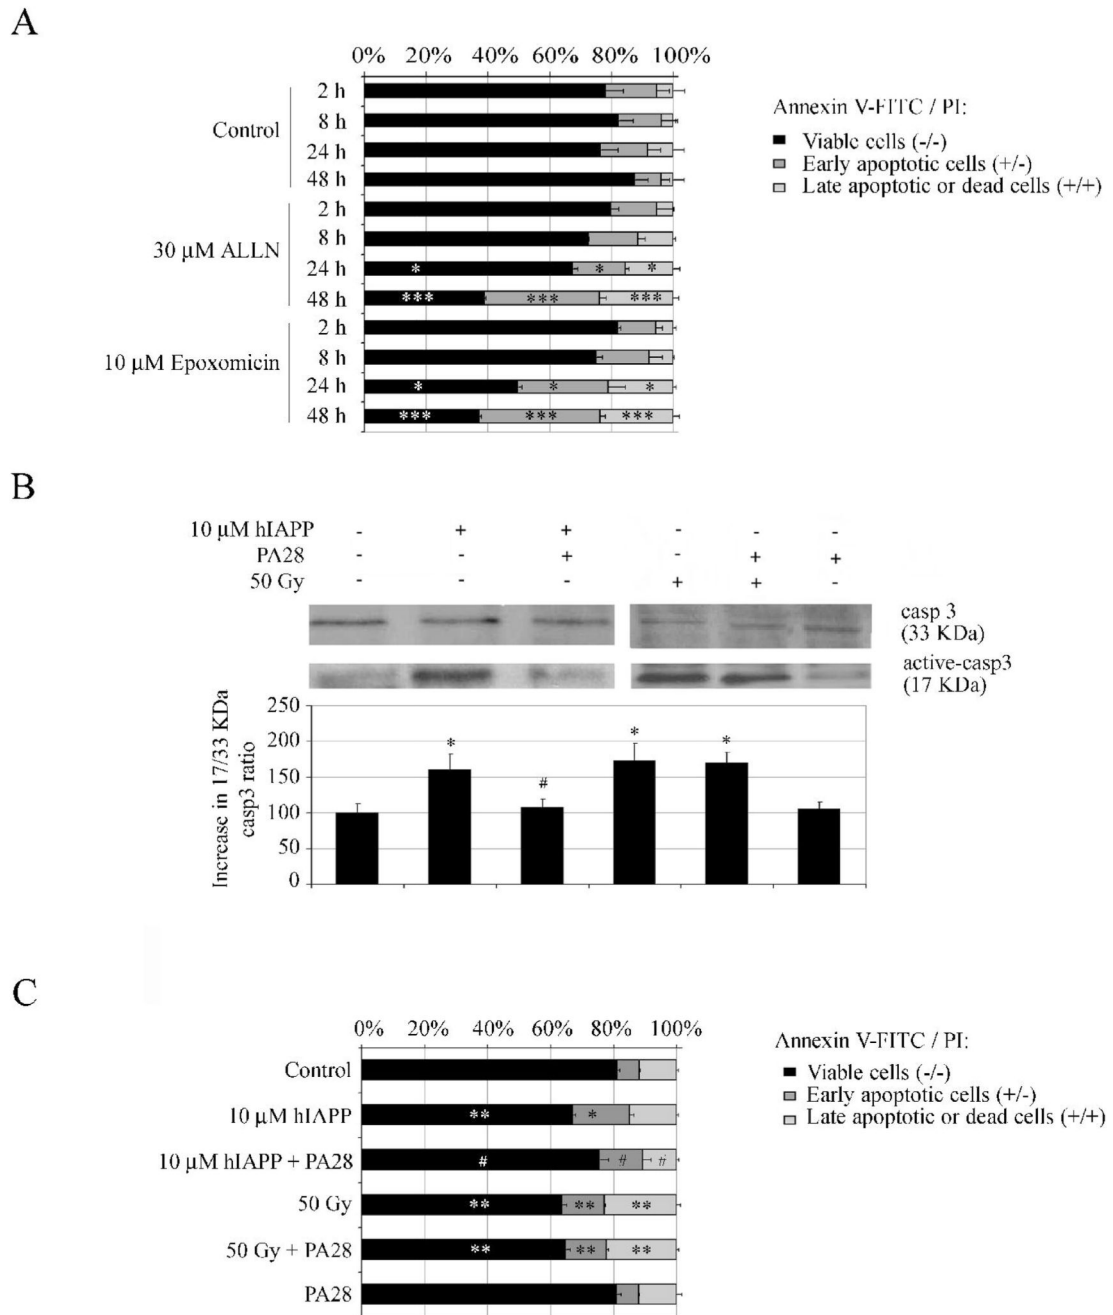 A
0% 20% 40% 60% 80% 100%
Control
2 h
8 h
24 h
48 h
30 µM ALLN
2 h
8 h
24 h *  *  *
48 h ***  ***  ***
10 µM Epoxomicin
2 h
8 h
24 h *  *  *
48 h ***  ***  ***
Annexin V-FITC / PI:
Viable cells (-/-)
Early apoptotic cells (+/-)
Late apoptotic or dead cells (+/+)
B
10 µM hIAPP - + + - - -
PA28 - - + - + +
50 Gy - - - + + -
casp 3
(33 KDa)
active-casp3
(17 KDa)
Increase in 17/33 KDa
casp3 ratio
250
200
150
100
50
0
* # * *
C
0% 20% 40% 60% 80% 100%
Control
10 µM hIAPP **  *
10 µM hIAPP + PA28 #  #  #
50 Gy **  **  **
50 Gy + PA28 **  **  **
PA28
Annexin V-FITC / PI:
Viable cells (-/-)
Early apoptotic cells (+/-)
Late apoptotic or dead cells (+/+)